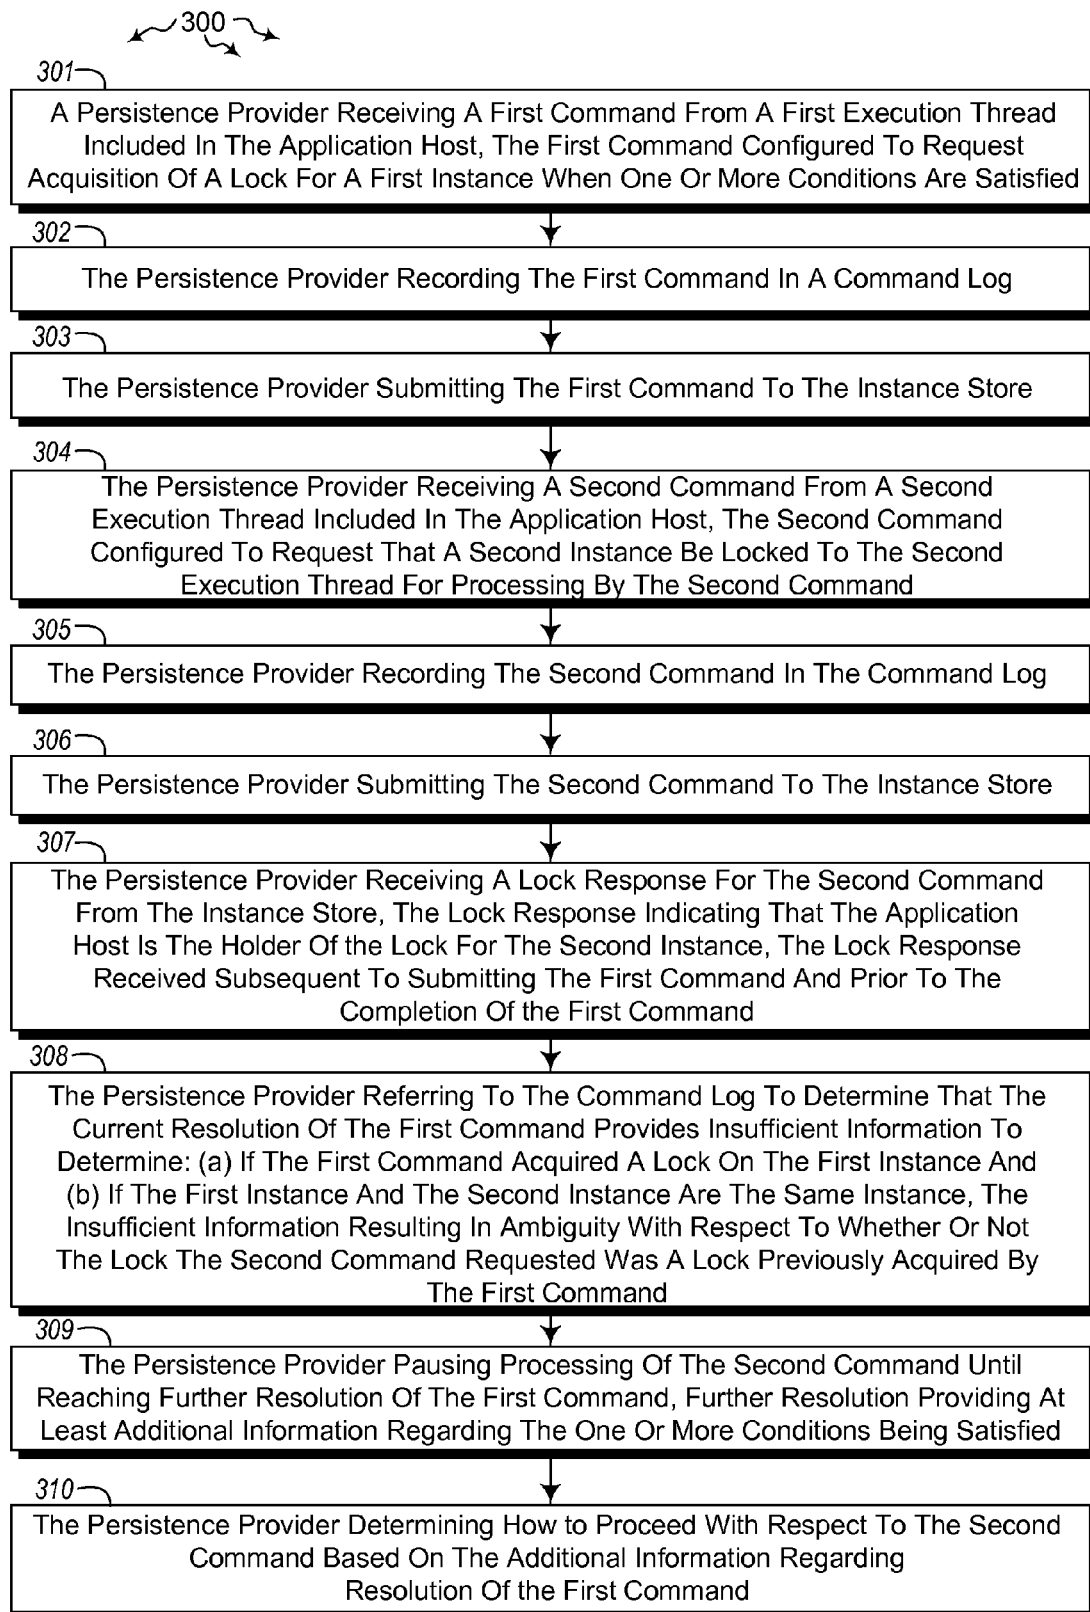 300
301
A Persistence Provider Receiving A First Command From A First Execution Thread
Included In The Application Host, The First Command Configured To Request
Acquisition Of A Lock For A First Instance When One Or More Conditions Are Satisfied
302
The Persistence Provider Recording The First Command In A Command Log
303
The Persistence Provider Submitting The First Command To The Instance Store
304
The Persistence Provider Receiving A Second Command From A Second
Execution Thread Included In The Application Host, The Second Command
Configured To Request That A Second Instance Be Locked To The Second
Execution Thread For Processing By The Second Command
305
The Persistence Provider Recording The Second Command In The Command Log
306
The Persistence Provider Submitting The Second Command To The Instance Store
307
The Persistence Provider Receiving A Lock Response For The Second Command
From The Instance Store, The Lock Response Indicating That The Application
Host Is The Holder Of the Lock For The Second Instance, The Lock Response
Received Subsequent To Submitting The First Command And Prior To The
Completion Of the First Command
308
The Persistence Provider Referring To The Command Log To Determine That The
Current Resolution Of The First Command Provides Insufficient Information To
Determine: (a) If The First Command Acquired A Lock On The First Instance And
(b) If The First Instance And The Second Instance Are The Same Instance, The
Insufficient Information Resulting In Ambiguity With Respect To Whether Or Not
The Lock The Second Command Requested Was A Lock Previously Acquired By
The First Command
309
The Persistence Provider Pausing Processing Of The Second Command Until
Reaching Further Resolution Of The First Command, Further Resolution Providing At
Least Additional Information Regarding The One Or More Conditions Being Satisfied
310
The Persistence Provider Determining How to Proceed With Respect To The Second
Command Based On The Additional Information Regarding
Resolution Of the First Command